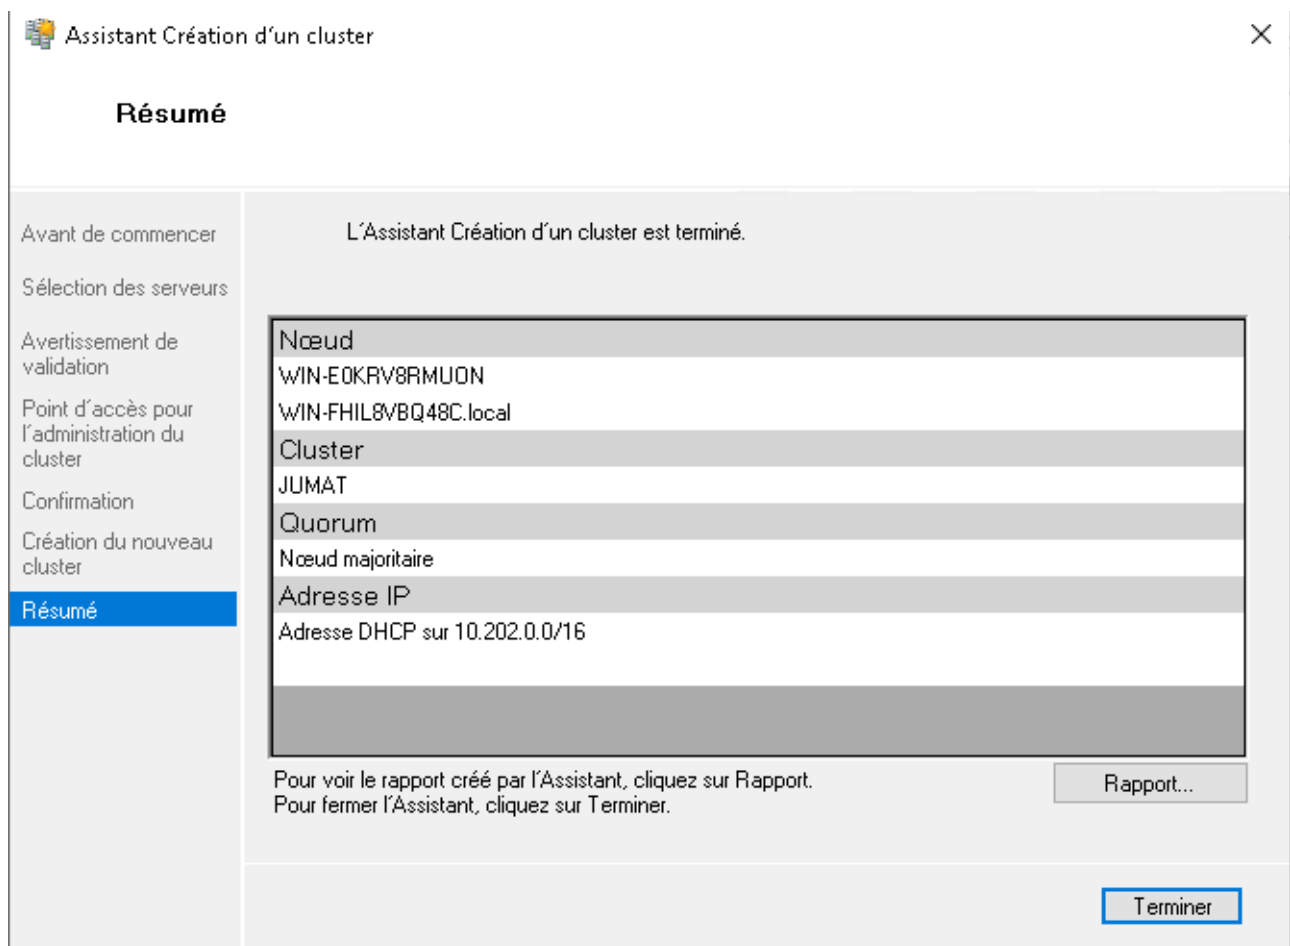 Assistant Création d'un cluster
Résumé
Avant de commencer
Sélection des serveurs
Avertissement de
validation
Point d'accès pour
l'administration du
cluster
Confirmation
Création du nouveau
cluster
Résumé
L'Assistant Création d'un cluster est terminé.
Nœud
WIN-E0KRV8RMUON
WIN-FHIL8VBQ48C.local
Cluster
JUMAT
Quorum
Nœud majoritaire
Adresse IP
Adresse DHCP sur 10.202.0.0/16
Pour voir le rapport créé par l'Assistant, cliquez sur Rapport.
Pour fermer l'Assistant, cliquez sur Terminer.
Rapport...
Terminer